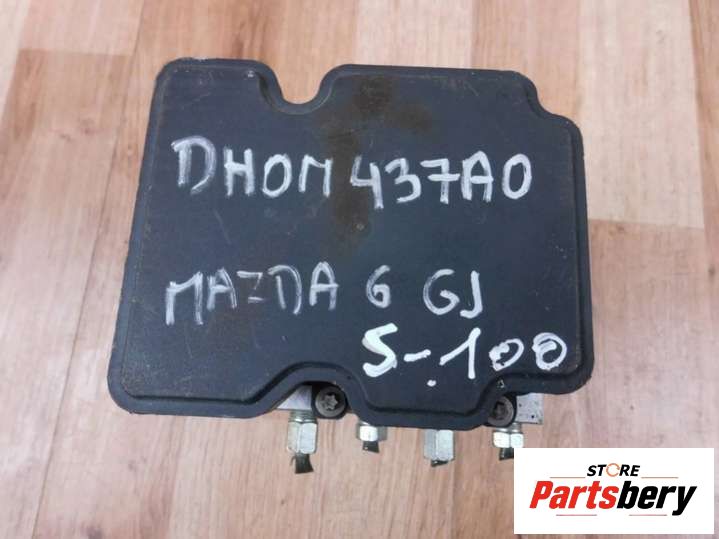 DHOM437A0
MAZDA 6 GJ
S-100
STORE
Partsbery